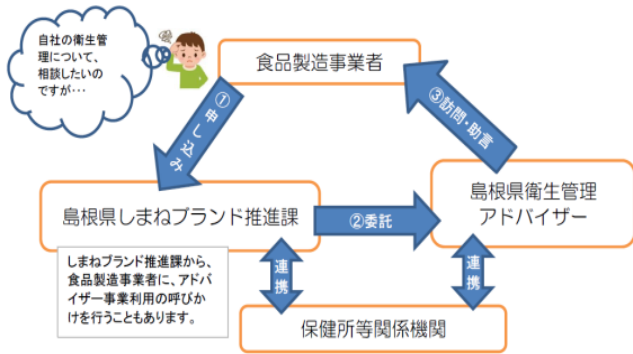 自社の衛生管
理について、
相談したいの
ですが・・・
食品製造事業者
①申し込み
③訪問・助言
島根県しまねブランド推進課
②委託
島根県衛生管理
アドバイザー
しまねブランド推進課から、
食品製造事業者に、アドバ
イザー事業利用の呼びか
けを行うこともあります。
連携
連携
保健所等関係機関